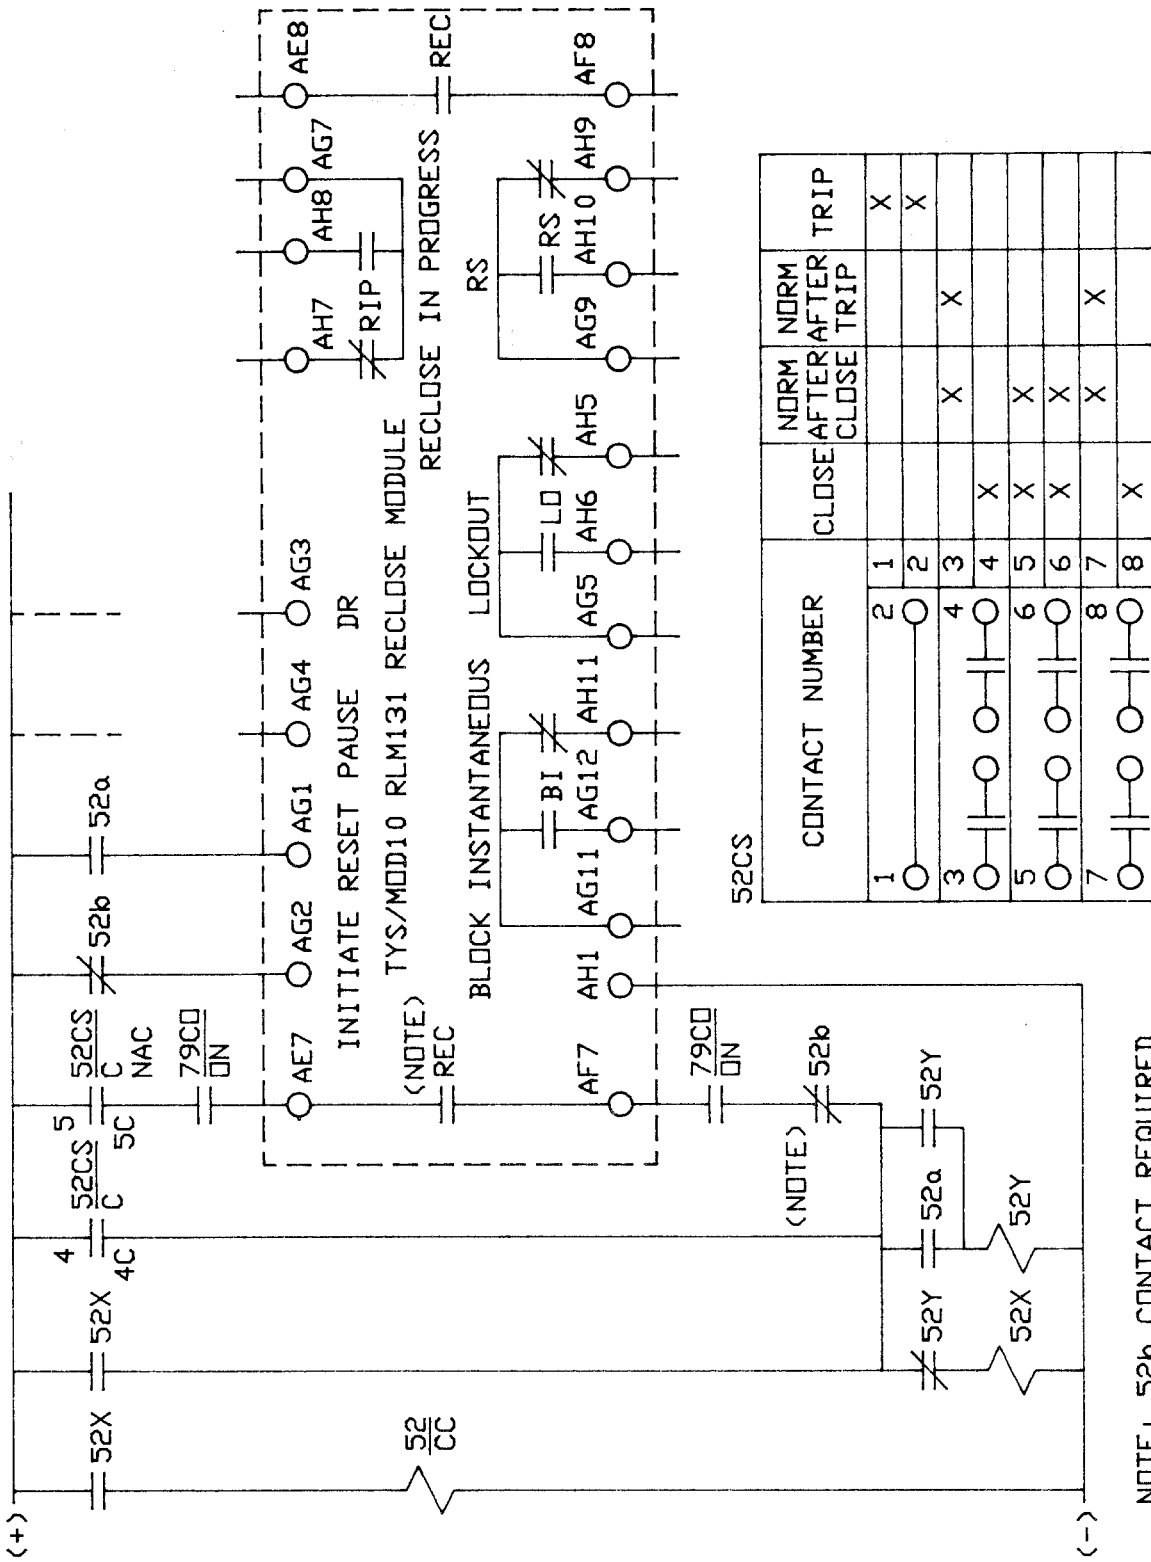 (+)
52X
52X
4
52CS
C
4C
5
52CS
C
5C
NAC
79CO
ON
52b
52a
AE7
AG2
AG1
AG4
AG3
AH7
AH8
AG7
AE8
INITIATE RESET PAUSE DR
RIP
TYS/MOD10 RLM131 RECLOSE MODULE
RECLOSE IN PROGRESS
(NOTE)
REC
REC
52
CC
BLOCK INSTANTANEOUS
LOCKOUT
RS
BI
LO
RS
AF7
AH1
AG11
AG12
AH11
AG5
AH6
AH5
AG9
AH10
AH9
AF8
79CO
ON
(NOTE)
52b
52Y
52a
52Y
52X
52Y
(-)
NOTE: 52b CONTACT REQUIRED
52CS
CONTACT NUMBER
CLOSE
NORM AFTER CLOSE
NORM AFTER TRIP
TRIP
1 2 1 X
2 X
3 4 3 X X
4 X
5 6 5 X X
6 X X
7 8 7 X X
8 X